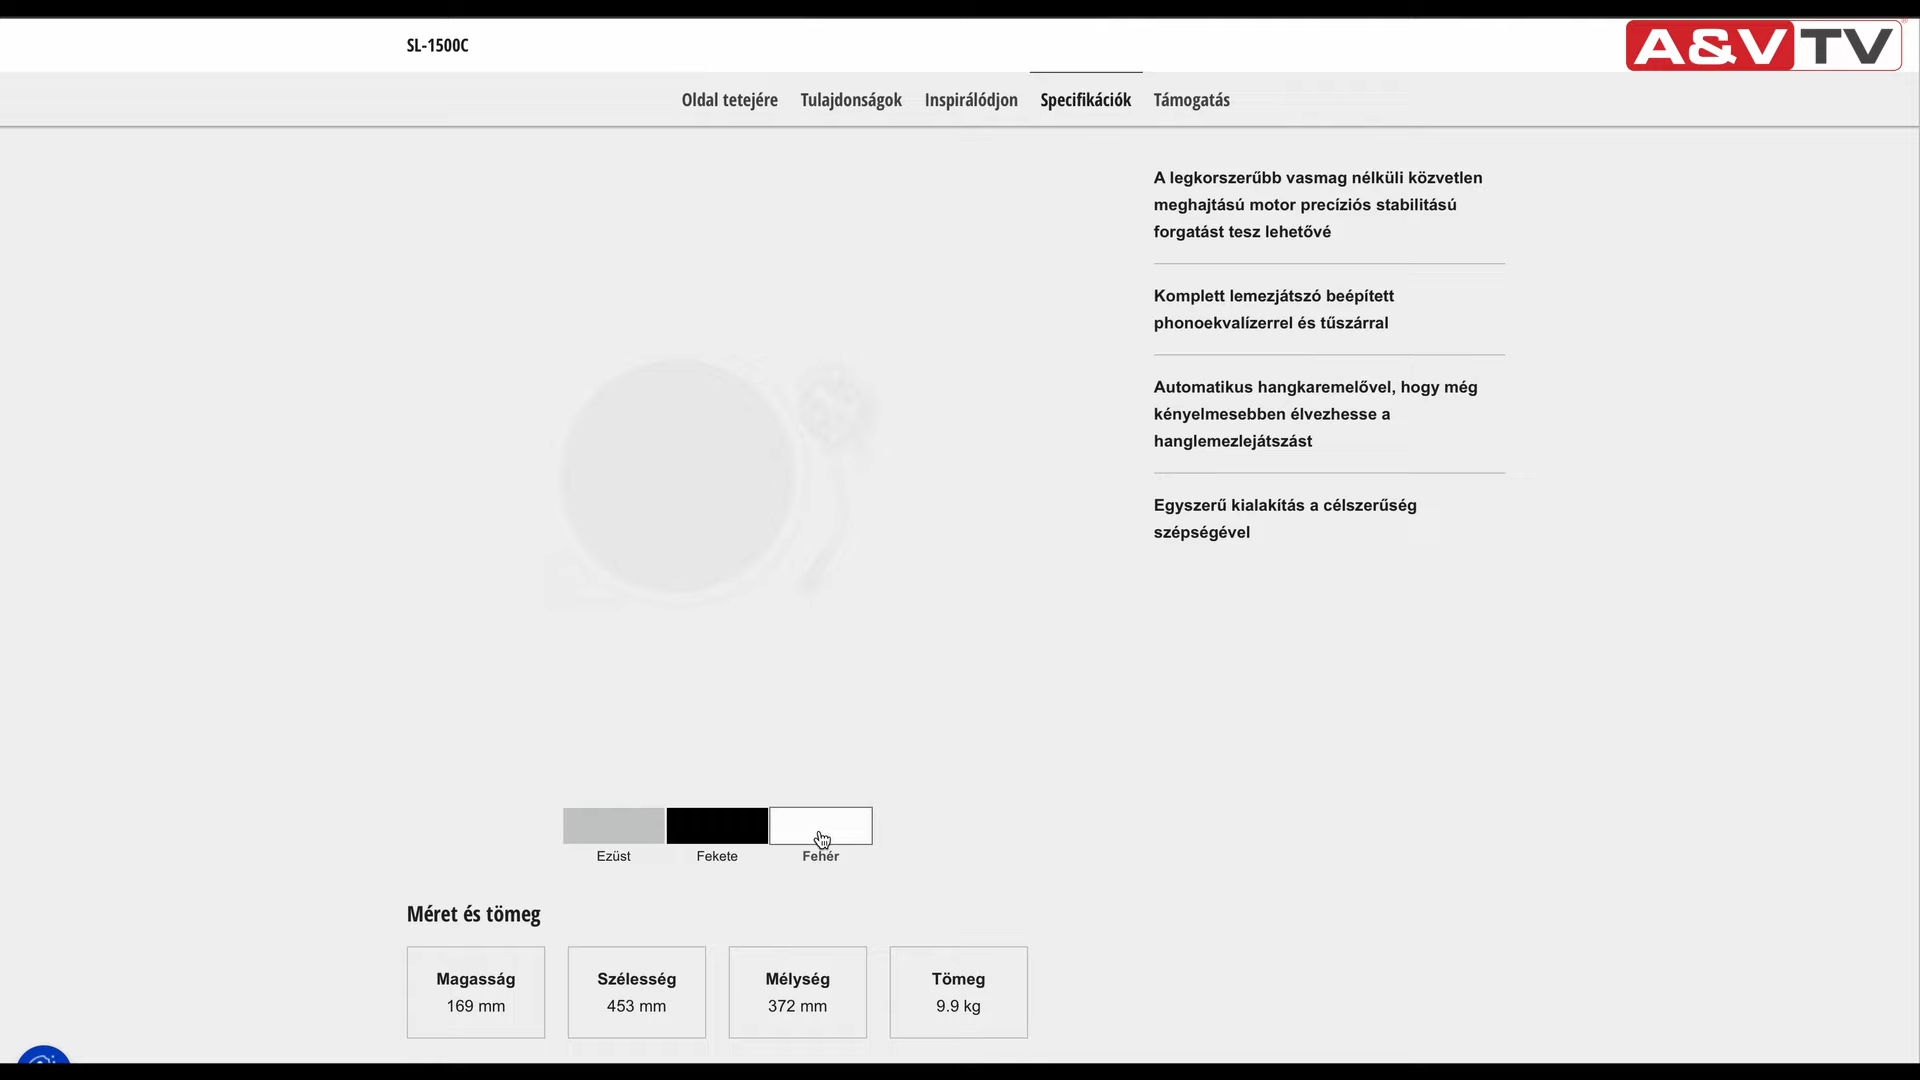 SL-1500C
A&V TV
Oldal tetejére Tulajdonságok Inspirálódjon Specifikációk Támogatás
A legkorszerűbb vasmag nélküli közvetlen
meghajtású motor precíziós stabilitású
forgatást tesz lehetővé
Komplett lemezjátszó beépített
phonoekvalízerrel és tűszárral
Automatikus hangkaremelővel, hogy még
kényelmesebben élvezhesse a
hanglemezlejátszást
Egyszerű kialakítás a célszerűség
szépségével
Ezüst Fekete Fehér
Méret és tömeg
Magasság Szélesség Mélység Tömeg
169 mm 453 mm 372 mm 9.9 kg